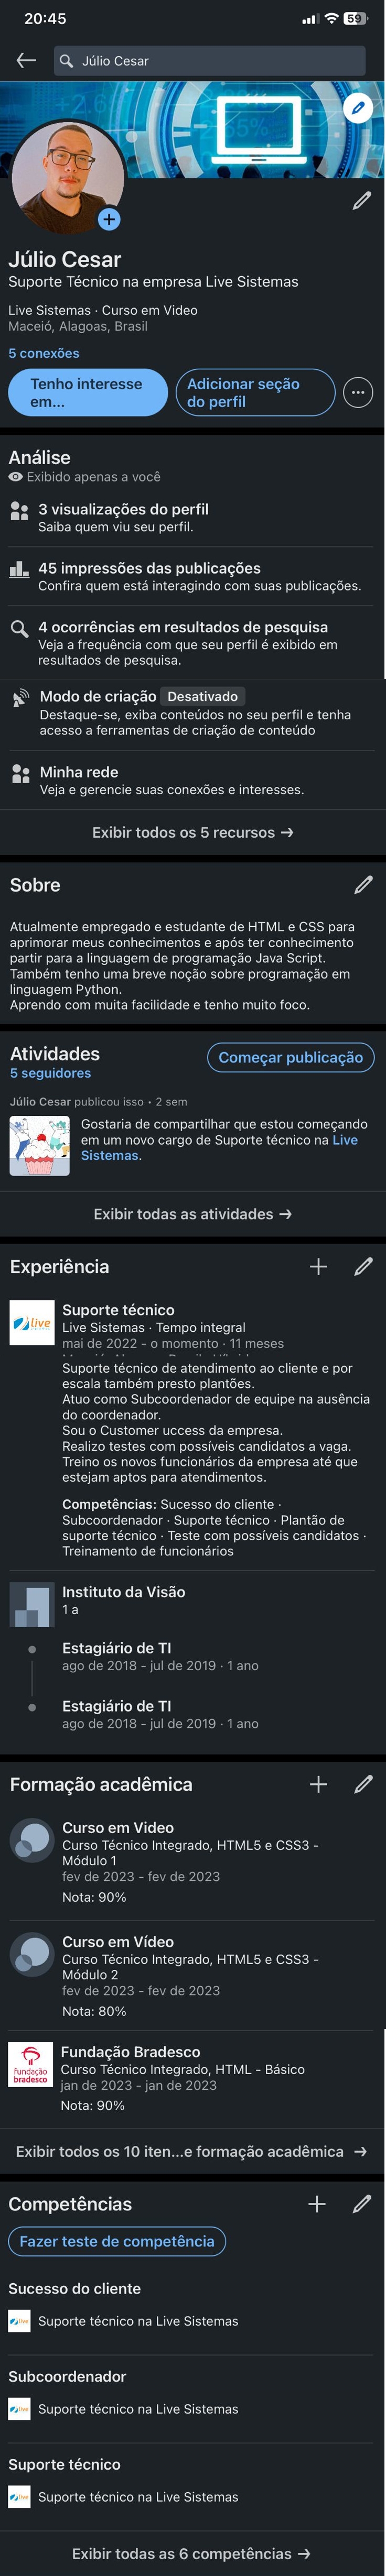 20:45
59
Júlio Cesar
Júlio Cesar
Suporte Técnico na empresa Live Sistemas
Live Sistemas · Curso em Video
Maceió, Alagoas, Brasil
5 conexões
Tenho interesse
em...
Adicionar seção
do perfil
Análise
Exibido apenas a você
3 visualizações do perfil
Saiba quem viu seu perfil.
45 impressões das publicações
Confira quem está interagindo com suas publicações.
4 ocorrências em resultados de pesquisa
Veja a frequência com que seu perfil é exibido em
resultados de pesquisa.
Modo de criação Desativado
Destaque-se, exiba conteúdos no seu perfil e tenha
acesso a ferramentas de criação de conteúdo
Minha rede
Veja e gerencie suas conexões e interesses.
Exibir todos os 5 recursos →
Sobre
Atualmente empregado e estudante de HTML e CSS para
aprimorar meus conhecimentos e após ter conhecimento
partir para a linguagem de programação Java Script.
Também tenho uma breve noção sobre programação em
linguagem Python.
Aprendo com muita facilidade e tenho muito foco.
Atividades
5 seguidores
Começar publicação
Júlio Cesar publicou isso • 2 sem
Gostaria de compartilhar que estou começando
em um novo cargo de Suporte técnico na Live
Sistemas.
Exibir todas as atividades →
Experiência
live
Suporte técnico
Live Sistemas · Tempo integral
mai de 2022 - o momento · 11 meses
Suporte técnico de atendimento ao cliente e por
escala também presto plantões.
Atuo como Subcoordenador de equipe na ausência
do coordenador.
Sou o Customer uccess da empresa.
Realizo testes com possíveis candidatos a vaga.
Treino os novos funcionários da empresa até que
estejam aptos para atendimentos.
Competências: Sucesso do cliente ·
Subcoordenador · Suporte técnico · Plantão de
suporte técnico · Teste com possíveis candidatos ·
Treinamento de funcionários
Instituto da Visão
1 a
Estagiário de TI
ago de 2018 - jul de 2019 · 1 ano
Estagiário de TI
ago de 2018 - jul de 2019 · 1 ano
Formação acadêmica
Curso em Video
Curso Técnico Integrado, HTML5 e CSS3 -
Módulo 1
fev de 2023 - fev de 2023
Nota: 90%
Curso em Vídeo
Curso Técnico Integrado, HTML5 e CSS3 -
Módulo 2
fev de 2023 - fev de 2023
Nota: 80%
fundação
bradesco
Fundação Bradesco
Curso Técnico Integrado, HTML - Básico
jan de 2023 - jan de 2023
Nota: 90%
Exibir todos os 10 iten...e formação acadêmica →
Competências
Fazer teste de competência
Sucesso do cliente
live
Suporte técnico na Live Sistemas
Subcoordenador
live
Suporte técnico na Live Sistemas
Suporte técnico
live
Suporte técnico na Live Sistemas
Exibir todas as 6 competências →